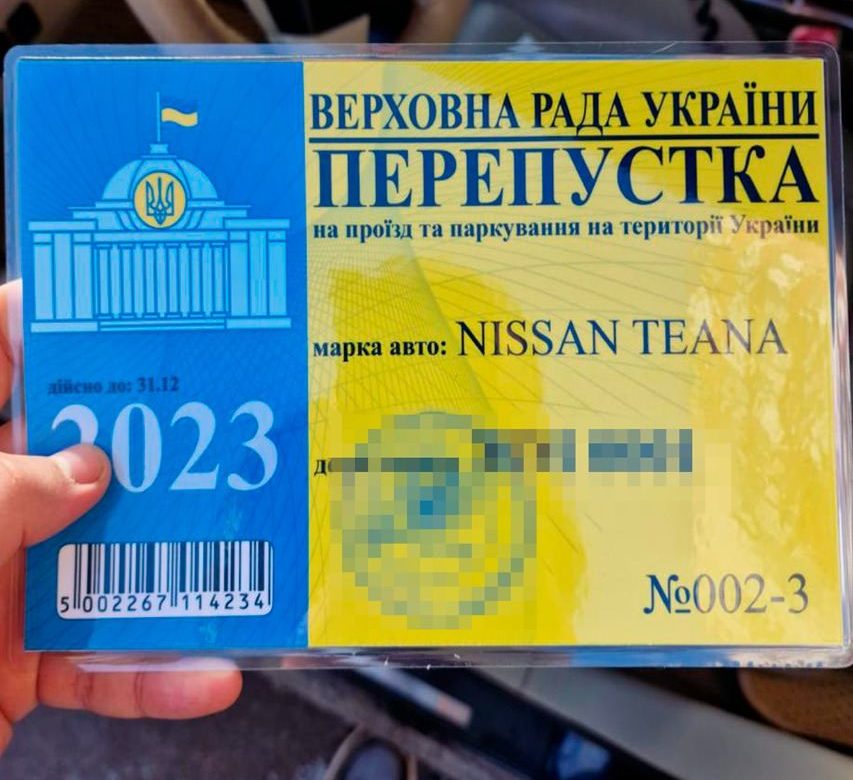 ВЕРХОВНА РАДА УКРАЇНИ
ПЕРЕПУСТКА
на проїзд та паркування на території України
марка авто: NISSAN TEANA
дійсно до: 31.12
2023
5 002267 114234
№002-3